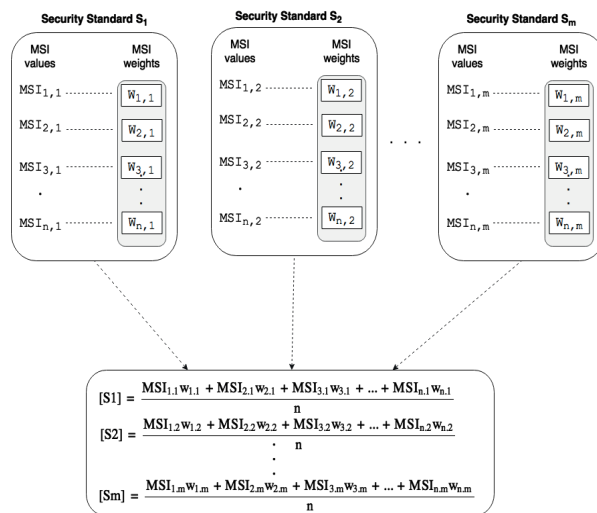 Security Standard S1
MSI values
MSI weights
MSI1,1 ............ W1,1
MSI2,1 ............ W2,1
MSI3,1 ............ W3,1
. : 
MSIn,1 ............ Wn,1
Security Standard S2
MSI values
MSI weights
MSI1,2 ............ W1,2
MSI2,2 ............ W2,2
MSI3,2 ............ W3,2
. :
MSIn,2 ............ Wn,2
. . .
Security Standard Sm
MSI values
MSI weights
MSI1,m ............ W1,m
MSI2,m ............ W2,m
MSI3,m ............ W3,m
. :
MSIn,m ............ Wn,m
[S1] = MSI1.1w1.1 + MSI2.1w2.1 + MSI3.1w3.1 + ... + MSIn.1wn.1
n
[S2] = MSI1.2w1.2 + MSI2.2w2.2 + MSI3.2w3.2 + ... + MSIn.2wn.2
n
.
.
.
[Sm] = MSI1.mw1.m + MSI2.mw2.m + MSI3.mw3.m + ... + MSIn.mwn.m
n